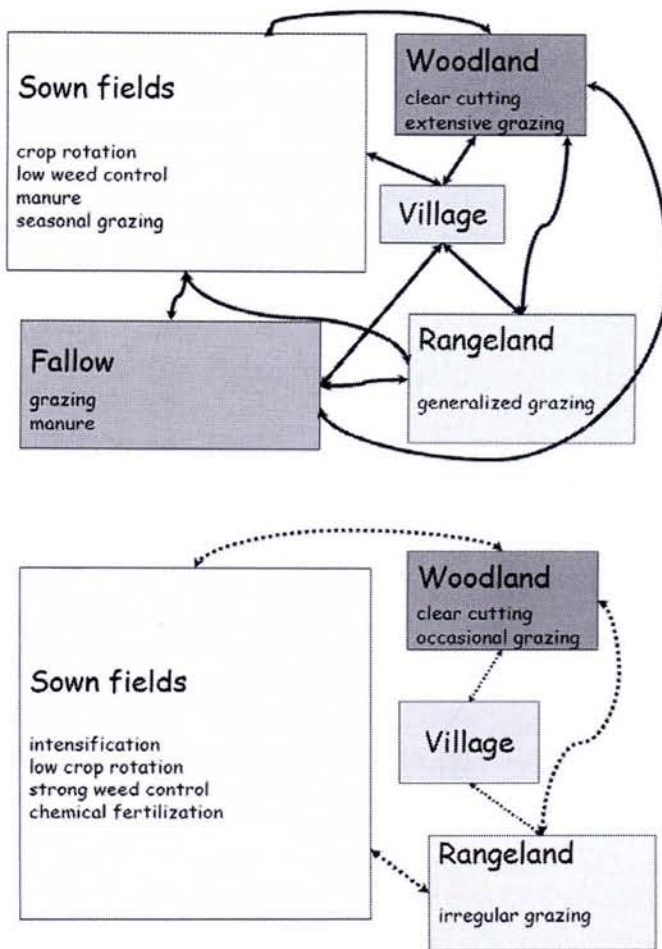 Sown fields
crop rotation
low weed control
manure
seasonal grazing
Woodland
clear cutting
extensive grazing
Village
Fallow
grazing
manure
Rangeland
generalized grazing
Sown fields
intensification
low crop rotation
strong weed control
chemical fertilization
Woodland
clear cutting
occasional grazing
Village
Rangeland
irregular grazing